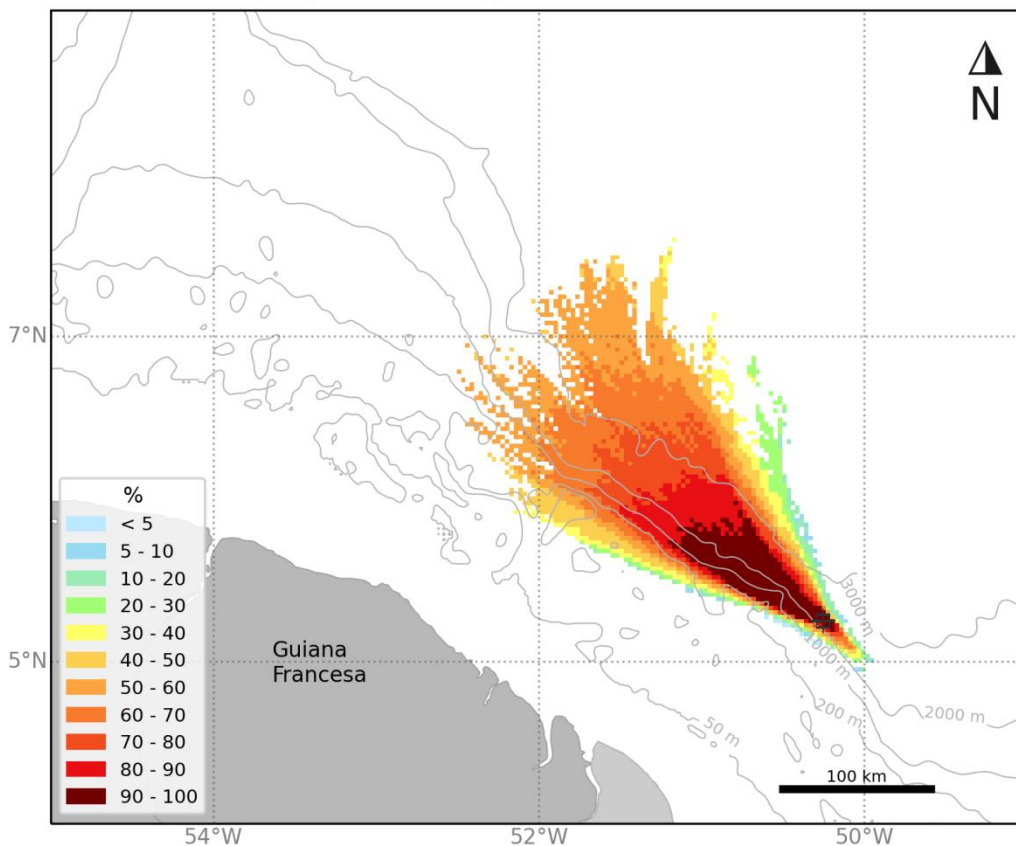 N
7°N
5°N
54°W
52°W
50°W
%
< 5
5 - 10
10 - 20
20 - 30
30 - 40
40 - 50
50 - 60
60 - 70
70 - 80
80 - 90
90 - 100
Guiana
Francesa
3000 m
1000 m
2000 m
200 m
50 m
100 km